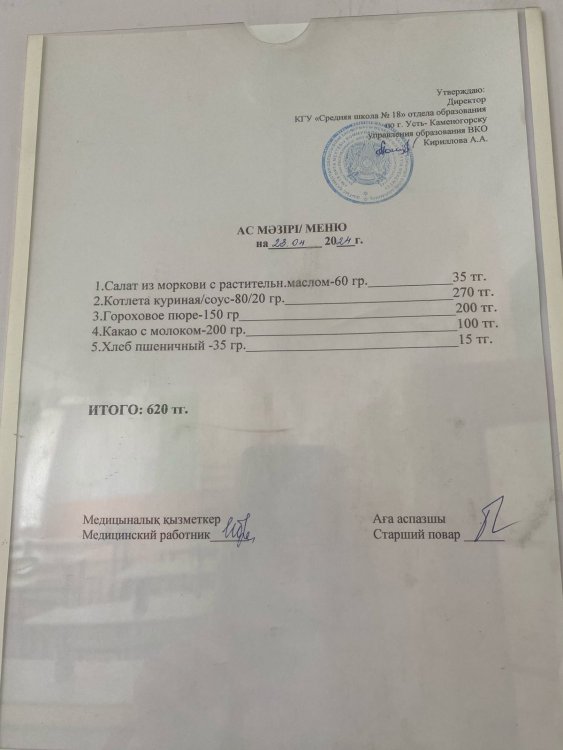 Утверждаю:
Директор
КГУ «Средняя школа № 18» отдела образования
по г. Усть- Каменогорску
управления образования ВКО
Кириллова А.А.
АС МӘЗІРІ/ МЕНЮ
на 23 04 2024 г.
1.Салат из моркови с растительн.маслом-60 гр. 35 тг.
2.Котлета куриная/соус-80/20 гр. 270 тг.
3.Гороховое пюре-150 гр 200 тг.
4.Какао с молоком-200 гр. 100 тг.
5.Хлеб пшеничный -35 гр. 15 тг.
ИТОГО: 620 тг.
Медициналық қызметкер
Медицинский работник
Аға аспазшы
Старший повар